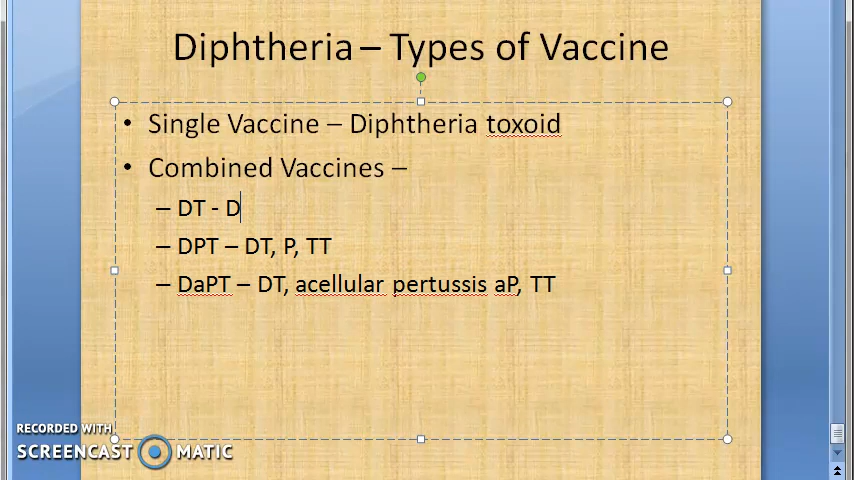 Diphtheria – Types of Vaccine
• Single Vaccine – Diphtheria toxoid
• Combined Vaccines –
– DT - D
– DPT – DT, P, TT
– DaPT – DT, acellular pertussis aP, TT
RECORDED WITH
SCREENCAST MATIC